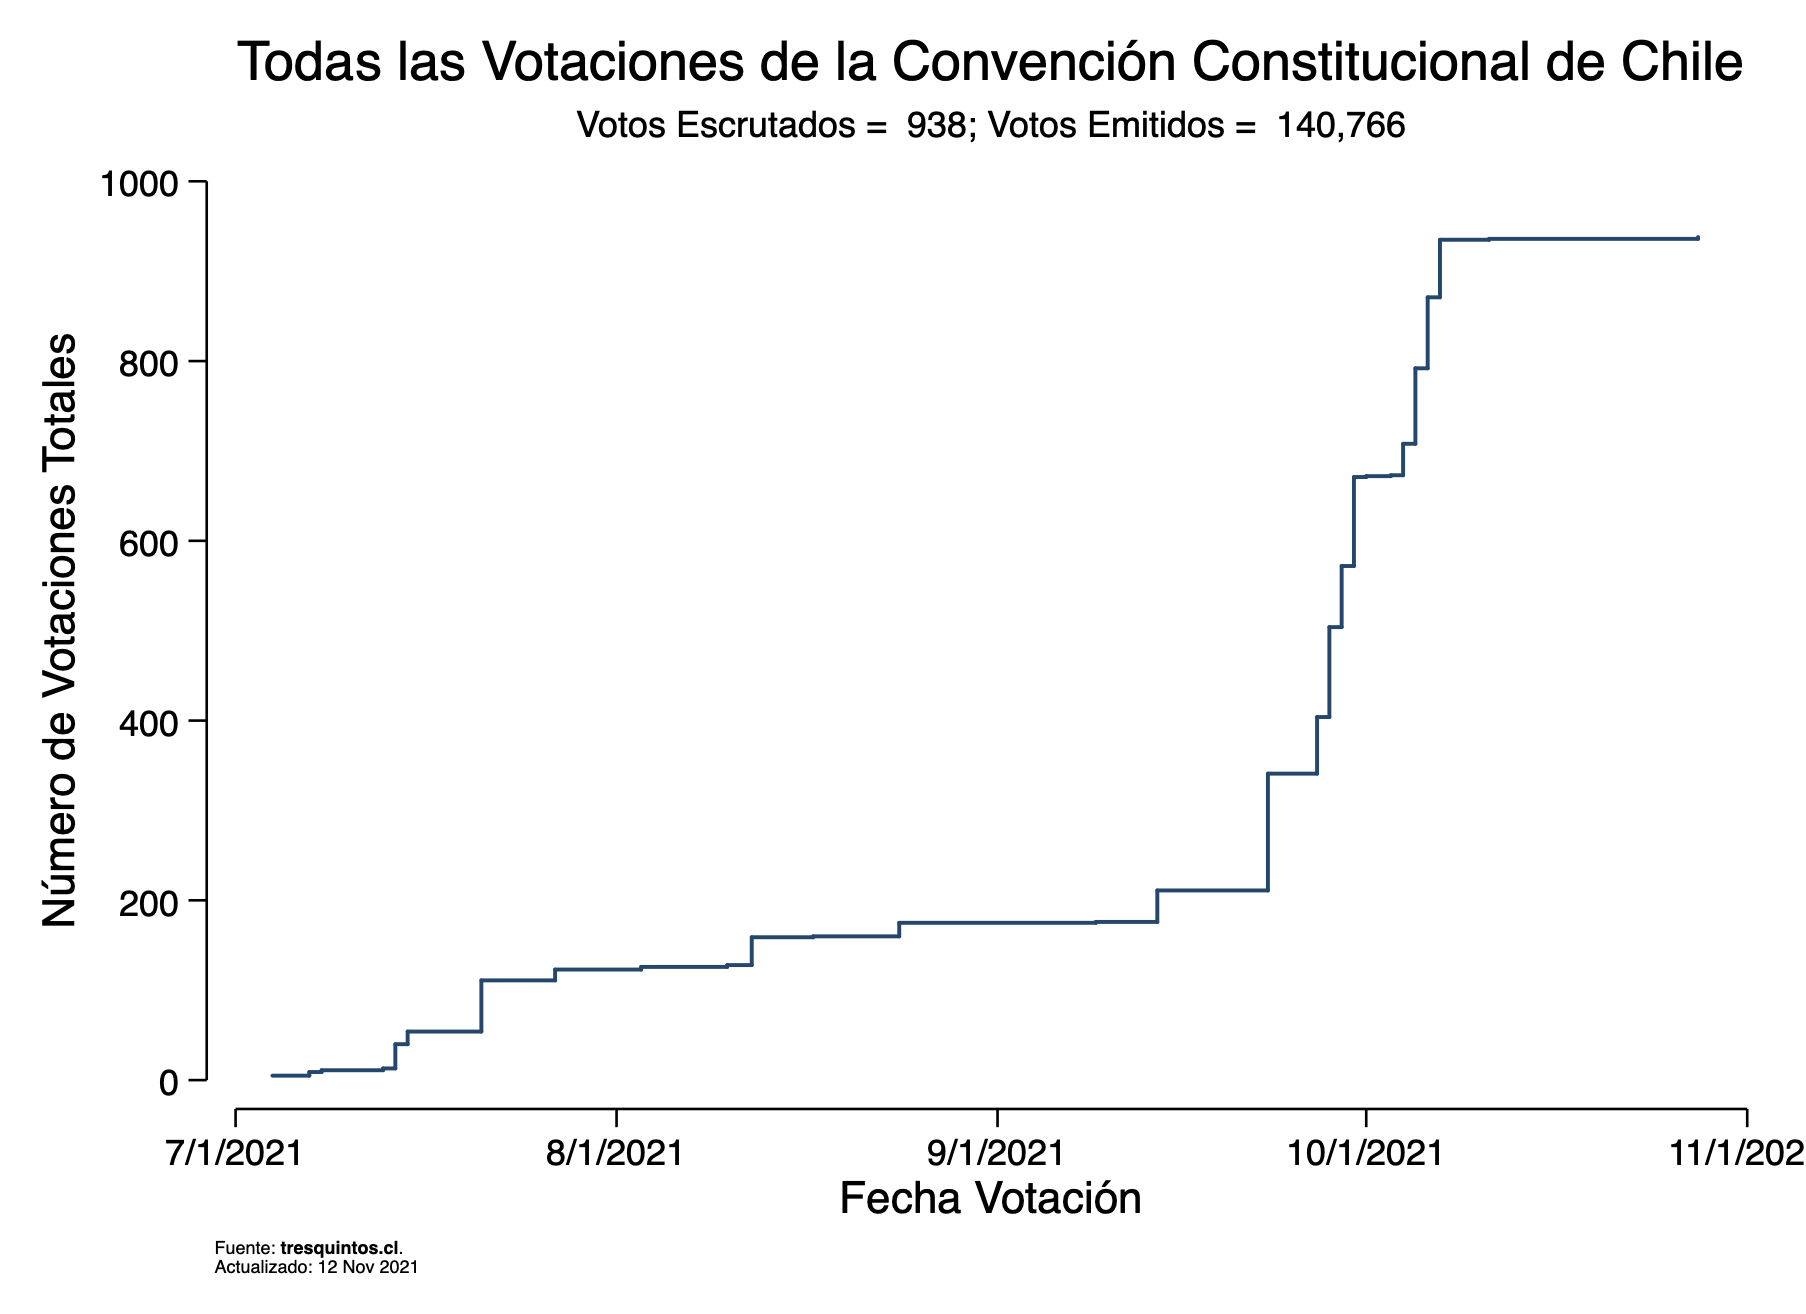 Todas las Votaciones de la Convención Constitucional de Chile
Votos Escrutados = 938; Votos Emitidos = 140,766
Número de Votaciones Totales
1000
800
600
400
200
0
7/1/2021 8/1/2021 9/1/2021 10/1/2021 11/1/202
Fecha Votación
Fuente: tresquintos.cl.
Actualizado: 12 Nov 2021